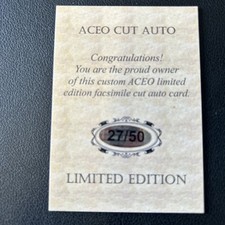 ACEO CUT AUTO
Congratulations!
You are the proud owner
of this custom ACEO limited
edition facsimile cut auto card.
27/50
LIMITED EDITION